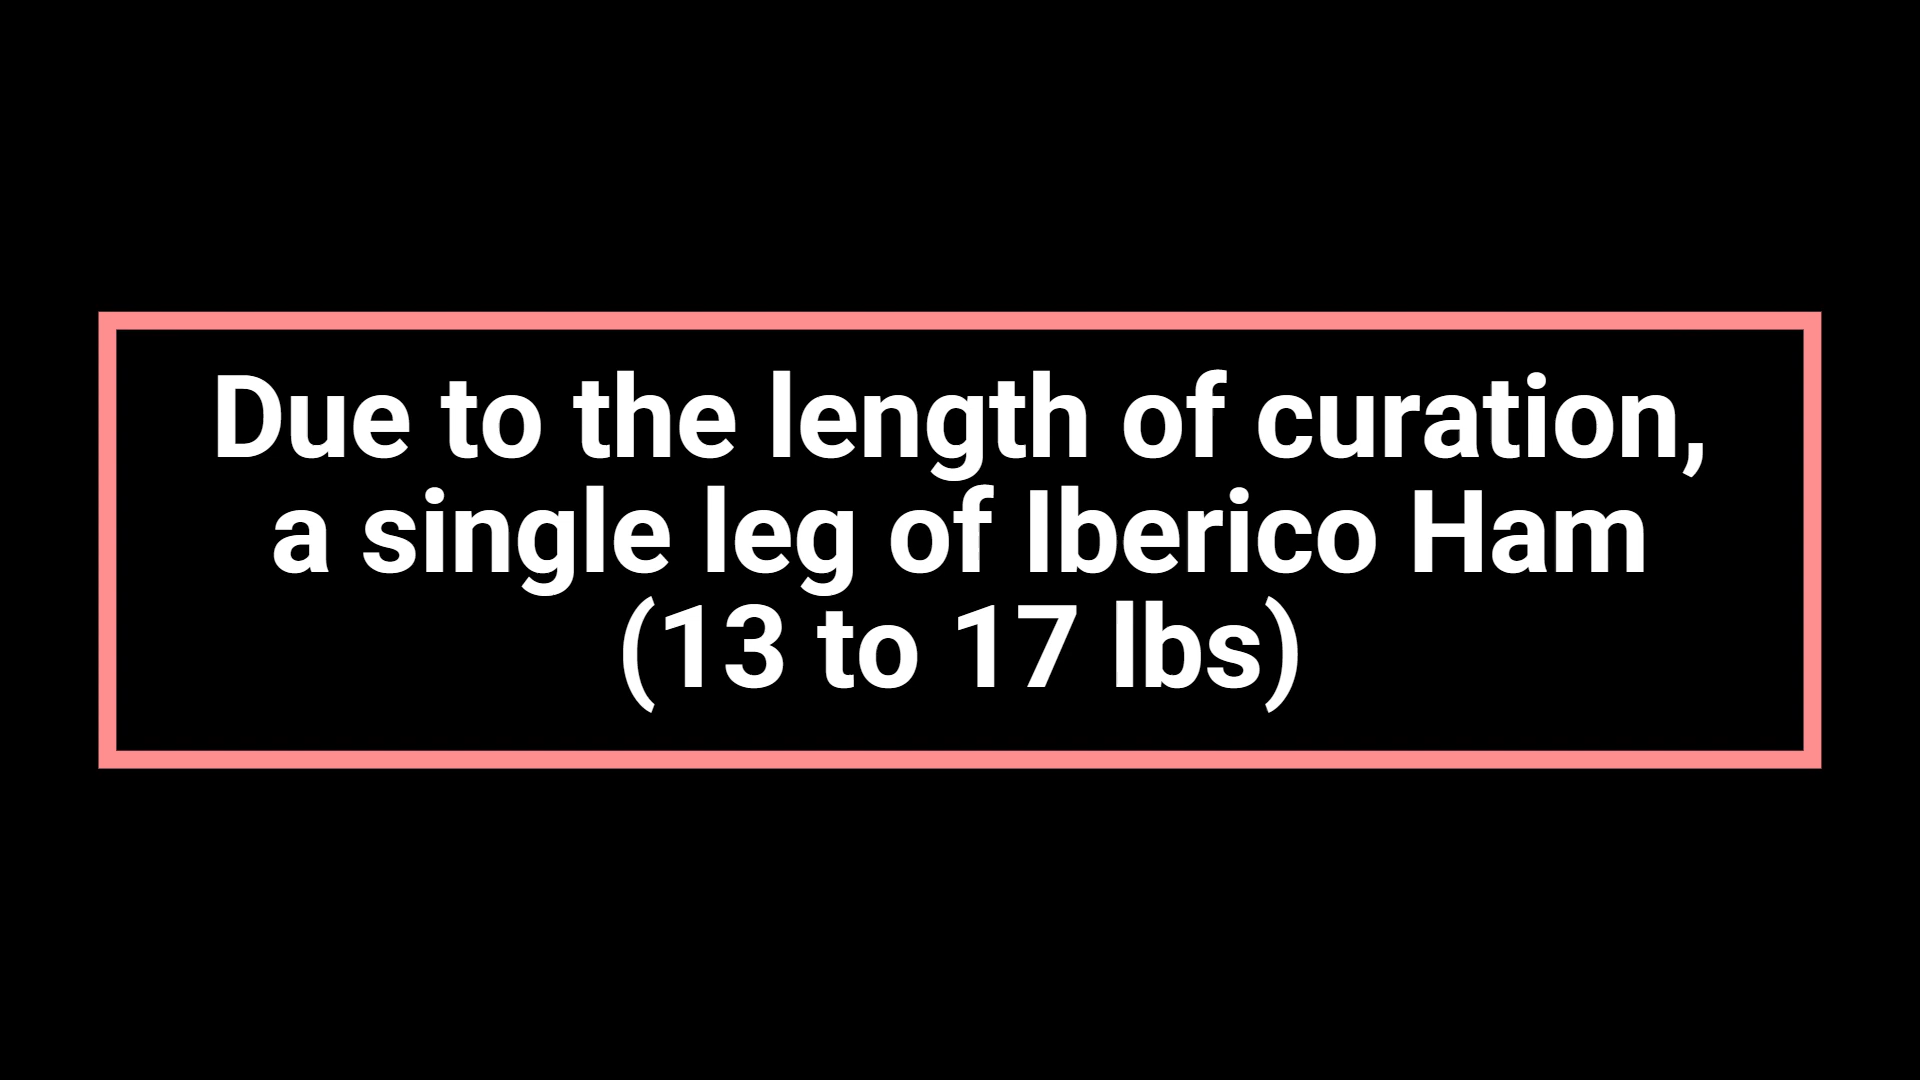 Due to the length of curation,
a single leg of Iberico Ham
(13 to 17 lbs)